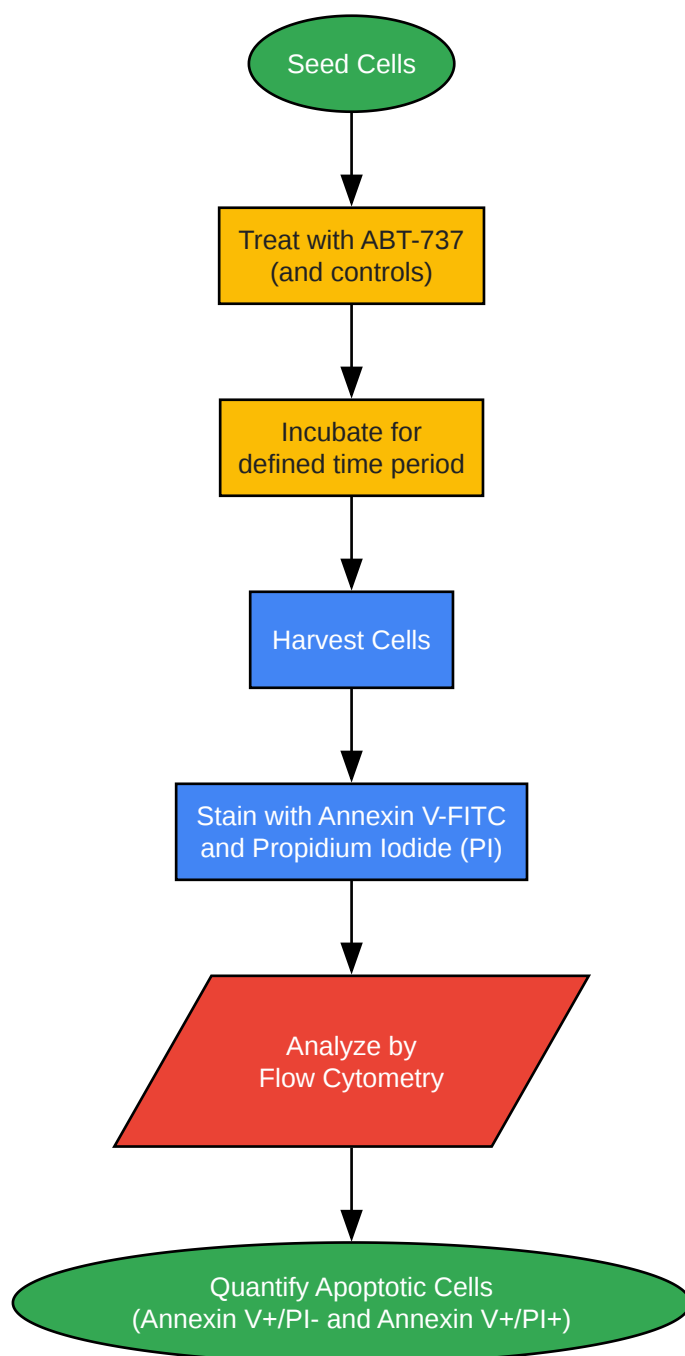 Seed Cells
Treat with ABT-737
(and controls)
Incubate for
defined time period
Harvest Cells
Stain with Annexin V-FITC
and Propidium Iodide (PI)
Analyze by
Flow Cytometry
Quantify Apoptotic Cells
(Annexin V+/PI- and Annexin V+/PI+)